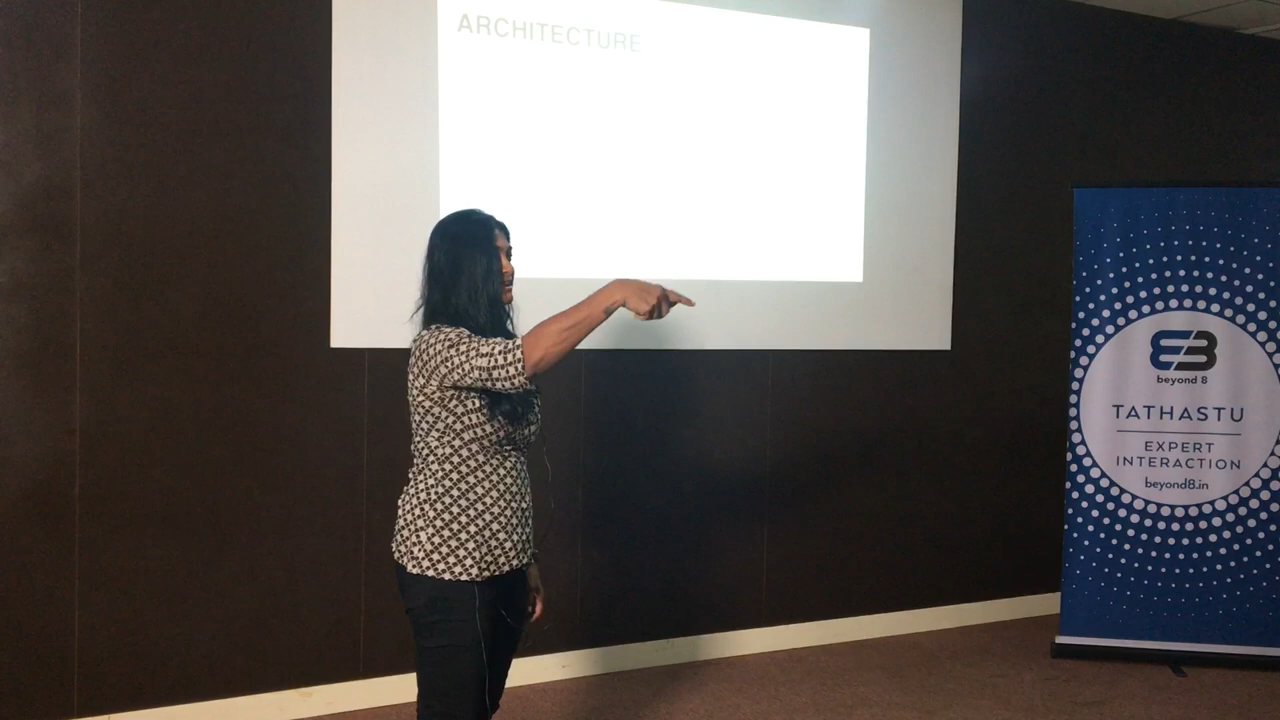 ARCHITECTURE
beyond 8
TATHASTU
EXPERT
INTERACTION
beyond8.in